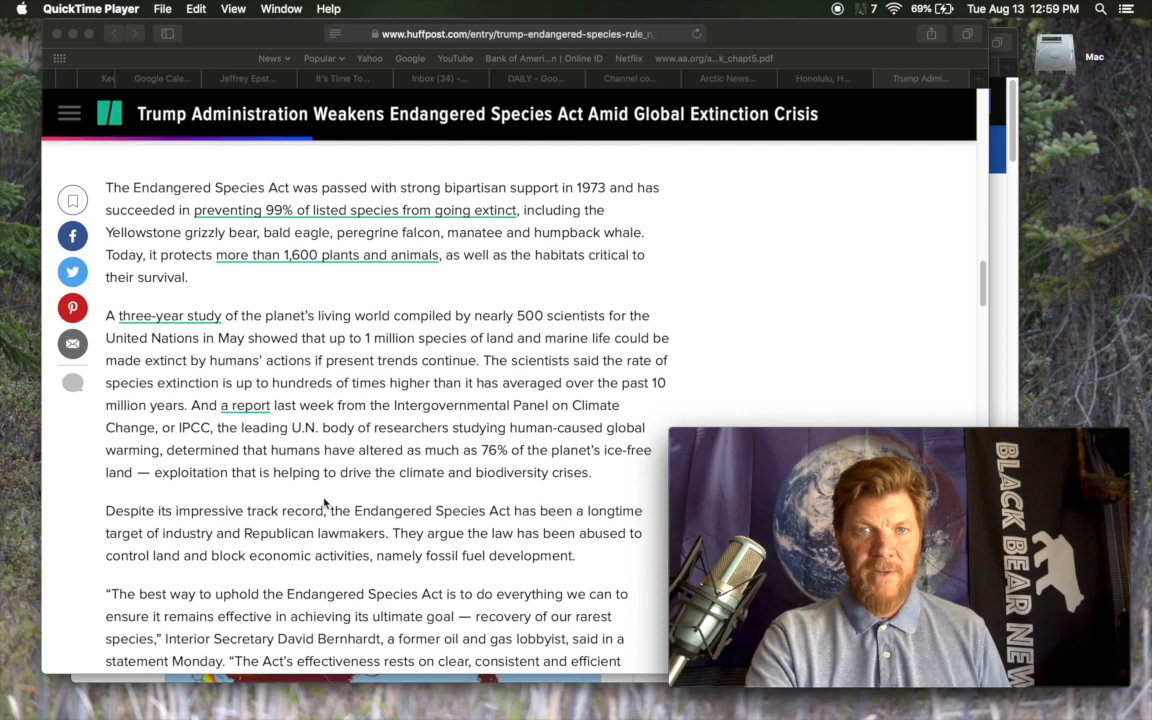 QuickTime Player File Edit View Window Help 7 69% Tue Aug 13 12:59 PM
www.huffpost.com/entry/trump-endangered-species-rule_n_
Mac
News Popular Yahoo Google YouTube Bank of Ameri...n | Online ID Netflix www.aa.org/a...k_chapt5.pdf
Key Google Cale... Jeffrey Epst... It's Time To... Inbox (34) -... DAILY - Goo... Channel co... Arctic News... Honolulu, H... Trump Admi...
Trump Administration Weakens Endangered Species Act Amid Global Extinction Crisis
The Endangered Species Act was passed with strong bipartisan support in 1973 and has
succeeded in preventing 99% of listed species from going extinct, including the
Yellowstone grizzly bear, bald eagle, peregrine falcon, manatee and humpback whale.
Today, it protects more than 1,600 plants and animals, as well as the habitats critical to
their survival.
A three-year study of the planet's living world compiled by nearly 500 scientists for the
United Nations in May showed that up to 1 million species of land and marine life could be
made extinct by humans' actions if present trends continue. The scientists said the rate of
species extinction is up to hundreds of times higher than it has averaged over the past 10
million years. And a report last week from the Intergovernmental Panel on Climate
Change, or IPCC, the leading U.N. body of researchers studying human-caused global
warming, determined that humans have altered as much as 76% of the planet's ice-free
land — exploitation that is helping to drive the climate and biodiversity crises.
Despite its impressive track record, the Endangered Species Act has been a longtime
target of industry and Republican lawmakers. They argue the law has been abused to
control land and block economic activities, namely fossil fuel development.
“The best way to uphold the Endangered Species Act is to do everything we can to
ensure it remains effective in achieving its ultimate goal — recovery of our rarest
species,” Interior Secretary David Bernhardt, a former oil and gas lobbyist, said in a
statement Monday. “The Act's effectiveness rests on clear, consistent and efficient
BLACK BEAR NEW